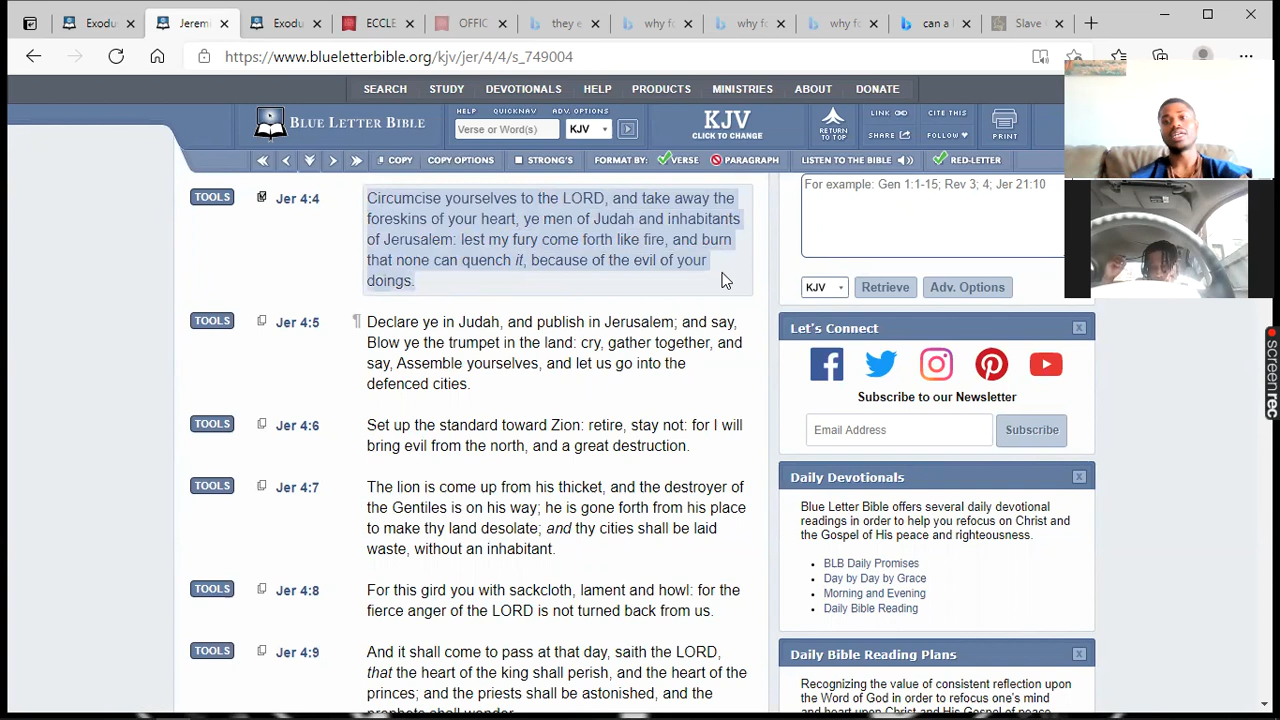 Exodu
Jeremi
Exodu
ECCLE
OFFIC
they e
why fo
why fo
why fo
can a l
Slave
https://www.blueletterbible.org/kjv/jer/4/4/s_749004
SEARCH STUDY DEVOTIONALS HELP PRODUCTS MINISTRIES ABOUT DONATE
BLUE LETTER BIBLE
HELP QUICKNAV ADV. OPTIONS
Verse or Word(s) KJV
KJV
CLICK TO CHANGE
RETURN
TO TOP
LINK
SHARE
CITE THIS
FOLLOW
PRINT
COPY COPY OPTIONS STRONG'S FORMAT BY: VERSE PARAGRAPH LISTEN TO THE BIBLE RED-LETTER
TOOLS Jer 4:4 Circumcise yourselves to the LORD, and take away the
foreskins of your heart, ye men of Judah and inhabitants
of Jerusalem: lest my fury come forth like fire, and burn
that none can quench it, because of the evil of your
doings.
TOOLS Jer 4:5 ¶ Declare ye in Judah, and publish in Jerusalem; and say,
Blow ye the trumpet in the land: cry, gather together, and
say, Assemble yourselves, and let us go into the
defenced cities.
TOOLS Jer 4:6 Set up the standard toward Zion: retire, stay not: for I will
bring evil from the north, and a great destruction.
TOOLS Jer 4:7 The lion is come up from his thicket, and the destroyer of
the Gentiles is on his way; he is gone forth from his place
to make thy land desolate; and thy cities shall be laid
waste, without an inhabitant.
TOOLS Jer 4:8 For this gird you with sackcloth, lament and howl: for the
fierce anger of the LORD is not turned back from us.
TOOLS Jer 4:9 And it shall come to pass at that day, saith the LORD,
that the heart of the king shall perish, and the heart of the
princes; and the priests shall be astonished, and the
prophets shall wonder.
For example: Gen 1:1-15; Rev 3; 4; Jer 21:10
KJV Retrieve Adv. Options
Let's Connect
Subscribe to our Newsletter
Email Address Subscribe
Daily Devotionals
Blue Letter Bible offers several daily devotional
readings in order to help you refocus on Christ and
the Gospel of His peace and righteousness.
BLB Daily Promises
Day by Day by Grace
Morning and Evening
Daily Bible Reading
Daily Bible Reading Plans
Recognizing the value of consistent reflection upon
the Word of God in order to refocus one's mind
and heart upon Christ and His Gospel of peace
screenrec